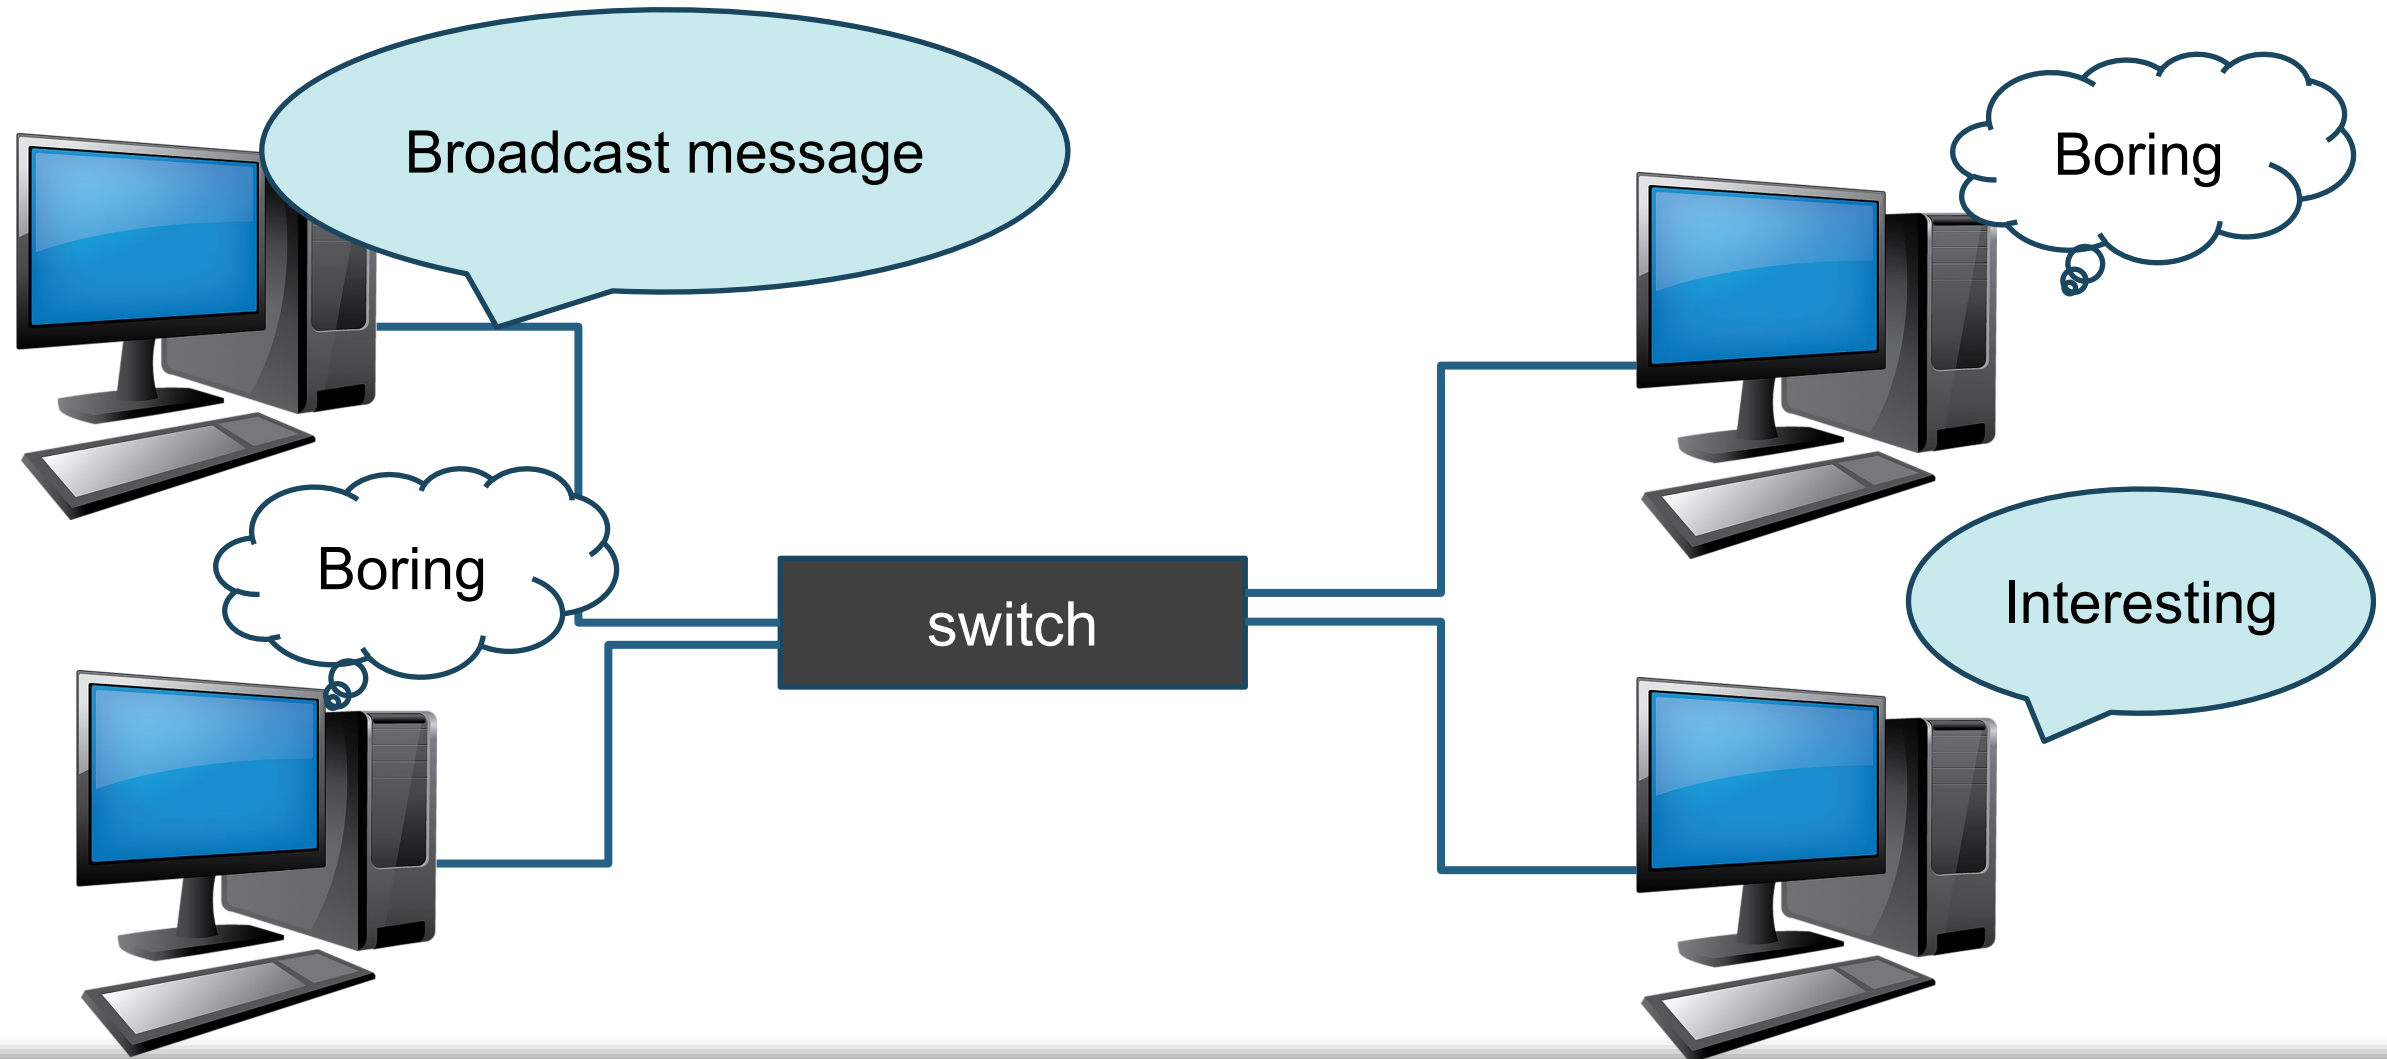 Broadcast message
Boring
Boring
switch
Interesting